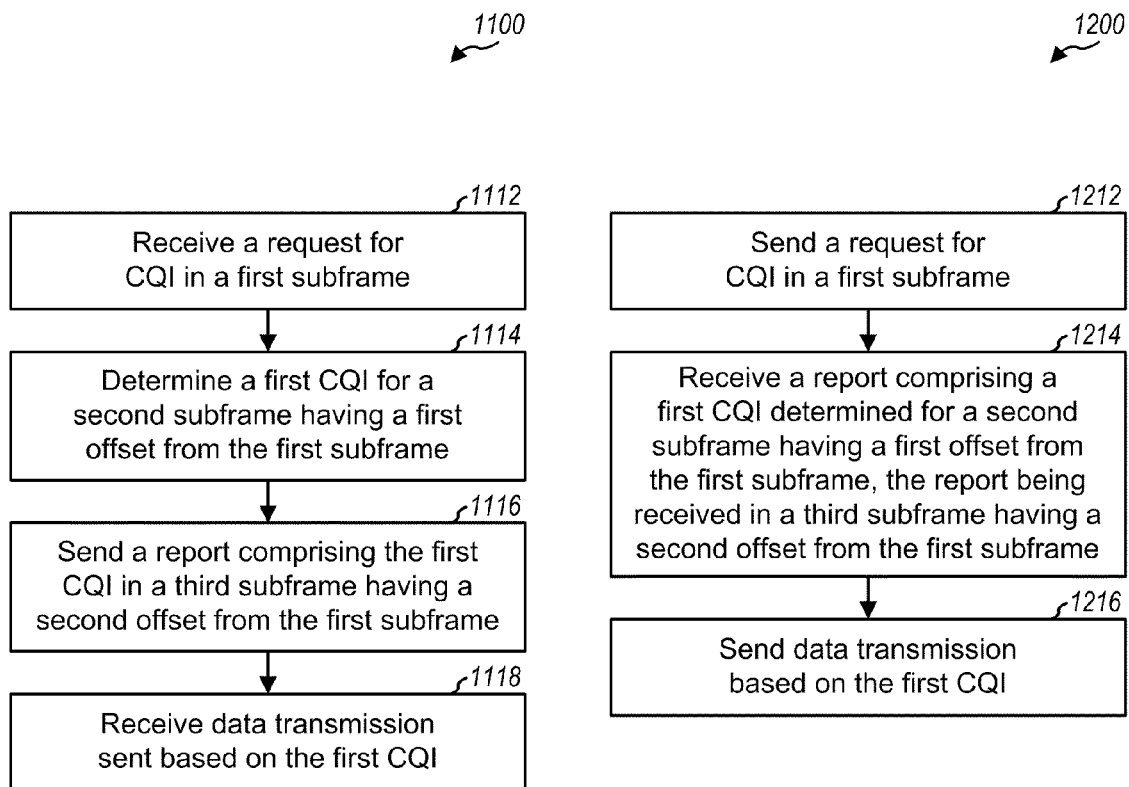 1100
1112
Receive a request for
CQI in a first subframe
1114
Determine a first CQI for a
second subframe having a first
offset from the first subframe
1116
Send a report comprising the first
CQI in a third subframe having a
second offset from the first subframe
1118
Receive data transmission
sent based on the first CQI
1200
1212
Send a request for
CQI in a first subframe
1214
Receive a report comprising a
first CQI determined for a second
subframe having a first offset from
the first subframe, the report being
received in a third subframe having a
second offset from the first subframe
1216
Send data transmission
based on the first CQI